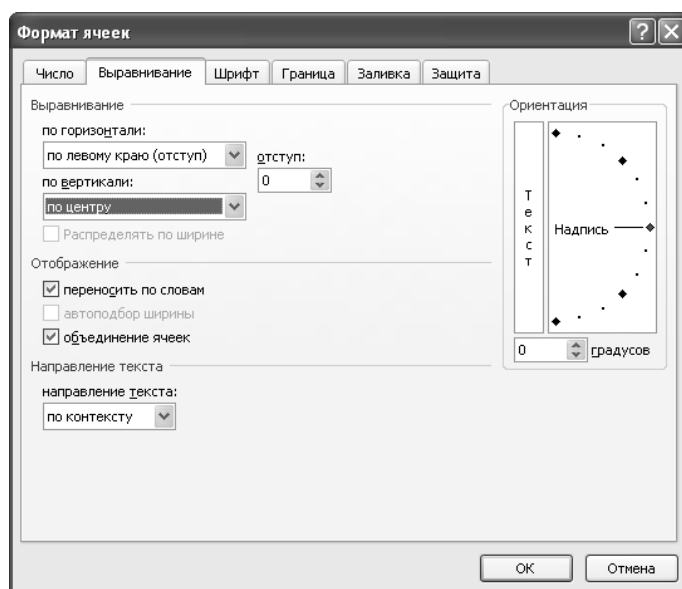 Формат ячеек
Число Выравнивание Шрифт Граница Заливка Защита
Выравнивание
по горизонтали:
по левому краю (отступ)
отступ:
0
по вертикали:
по центру
Распределять по ширине
Отображение
переносить по словам
автоподбор ширины
объединение ячеек
Направление текста
направление текста:
по контексту
Ориентация
Текст
Надпись
0 градусов
ОК Отмена